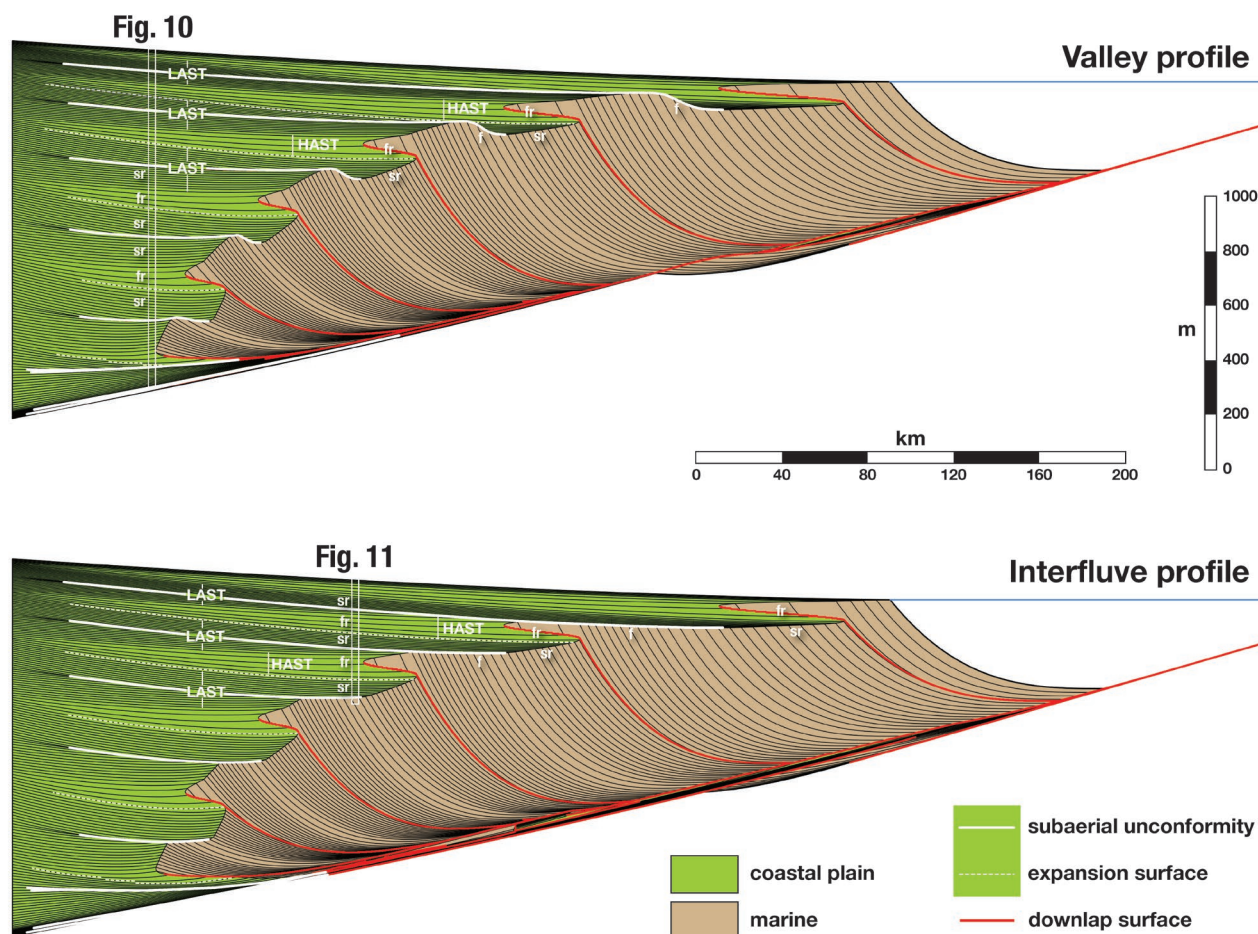 Fig. 10
Valley profile
LAST
LAST
HAST
fr
f
HAST
fr
f
sr
LAST
sr
fr
sr
sr
fr
sr
sr
1000
800
600
m
400
200
0
km
0 40 80 120 160 200
Fig. 11
Interfluve profile
LAST
sr
fr
fr
LAST
sr
HAST
fr
f
sr
HAST
fr
f
sr
LAST
sr
coastal plain
marine
subaerial unconformity
expansion surface
downlap surface